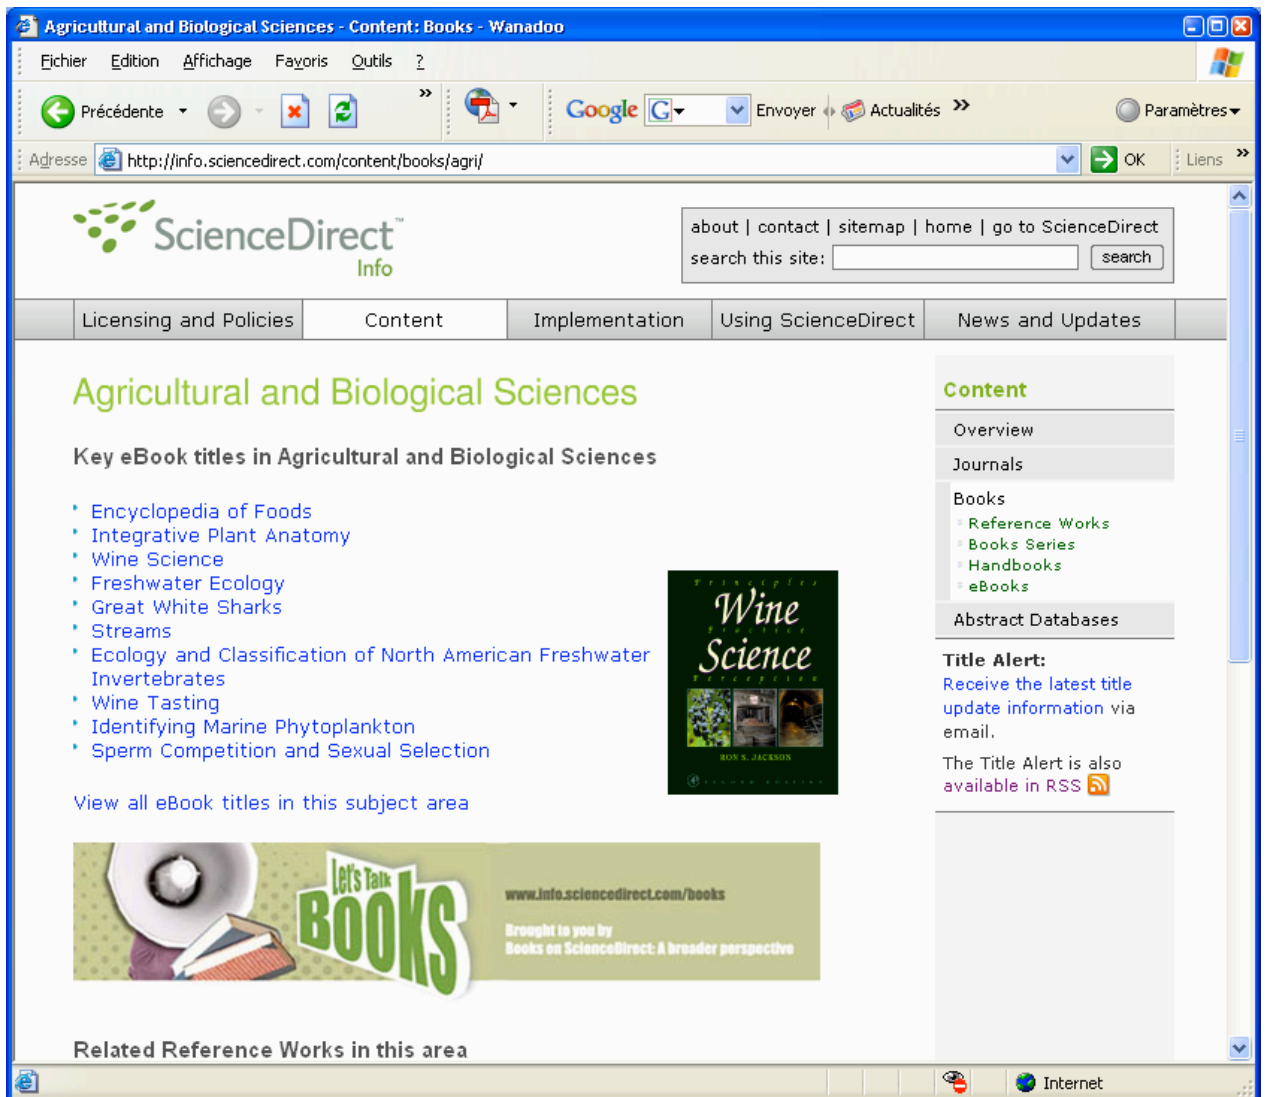 Agricultural and Biological Sciences - Content: Books - Wanadoo
Fichier Edition Affichage Favoris Outils ?
Précédente » Google G Envoyer Actualités » Paramètres
Adresse http://info.sciencedirect.com/content/books/agri/ OK Liens »
ScienceDirect™
Info
about | contact | sitemap | home | go to ScienceDirect
search this site: search
Licensing and Policies Content Implementation Using ScienceDirect News and Updates
Agricultural and Biological Sciences
Key eBook titles in Agricultural and Biological Sciences
Encyclopedia of Foods
Integrative Plant Anatomy
Wine Science
Freshwater Ecology
Great White Sharks
Streams
Ecology and Classification of North American Freshwater
Invertebrates
Wine Tasting
Identifying Marine Phytoplankton
Sperm Competition and Sexual Selection
View all eBook titles in this subject area
Principles
Wine
Practice
Science
Perception
RON S. JACKSON
SECOND EDITION
Let's Talk
BOOKS
www.info.sciencedirect.com/books
Brought to you by
Books on ScienceDirect: A broader perspective
Related Reference Works in this area
Content
Overview
Journals
Books
Reference Works
Books Series
Handbooks
eBooks
Abstract Databases
Title Alert:
Receive the latest title
update information via
email.
The Title Alert is also
available in RSS
Internet